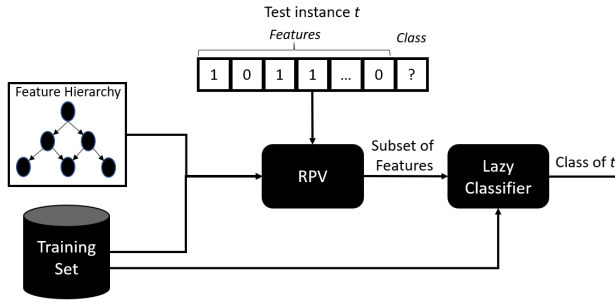 Test instance t
Features
Class
1 0 1 1 ... 0 ?
Feature Hierarchy
RPV
Subset of
Features
Lazy
Classifier
Class of t
Training
Set